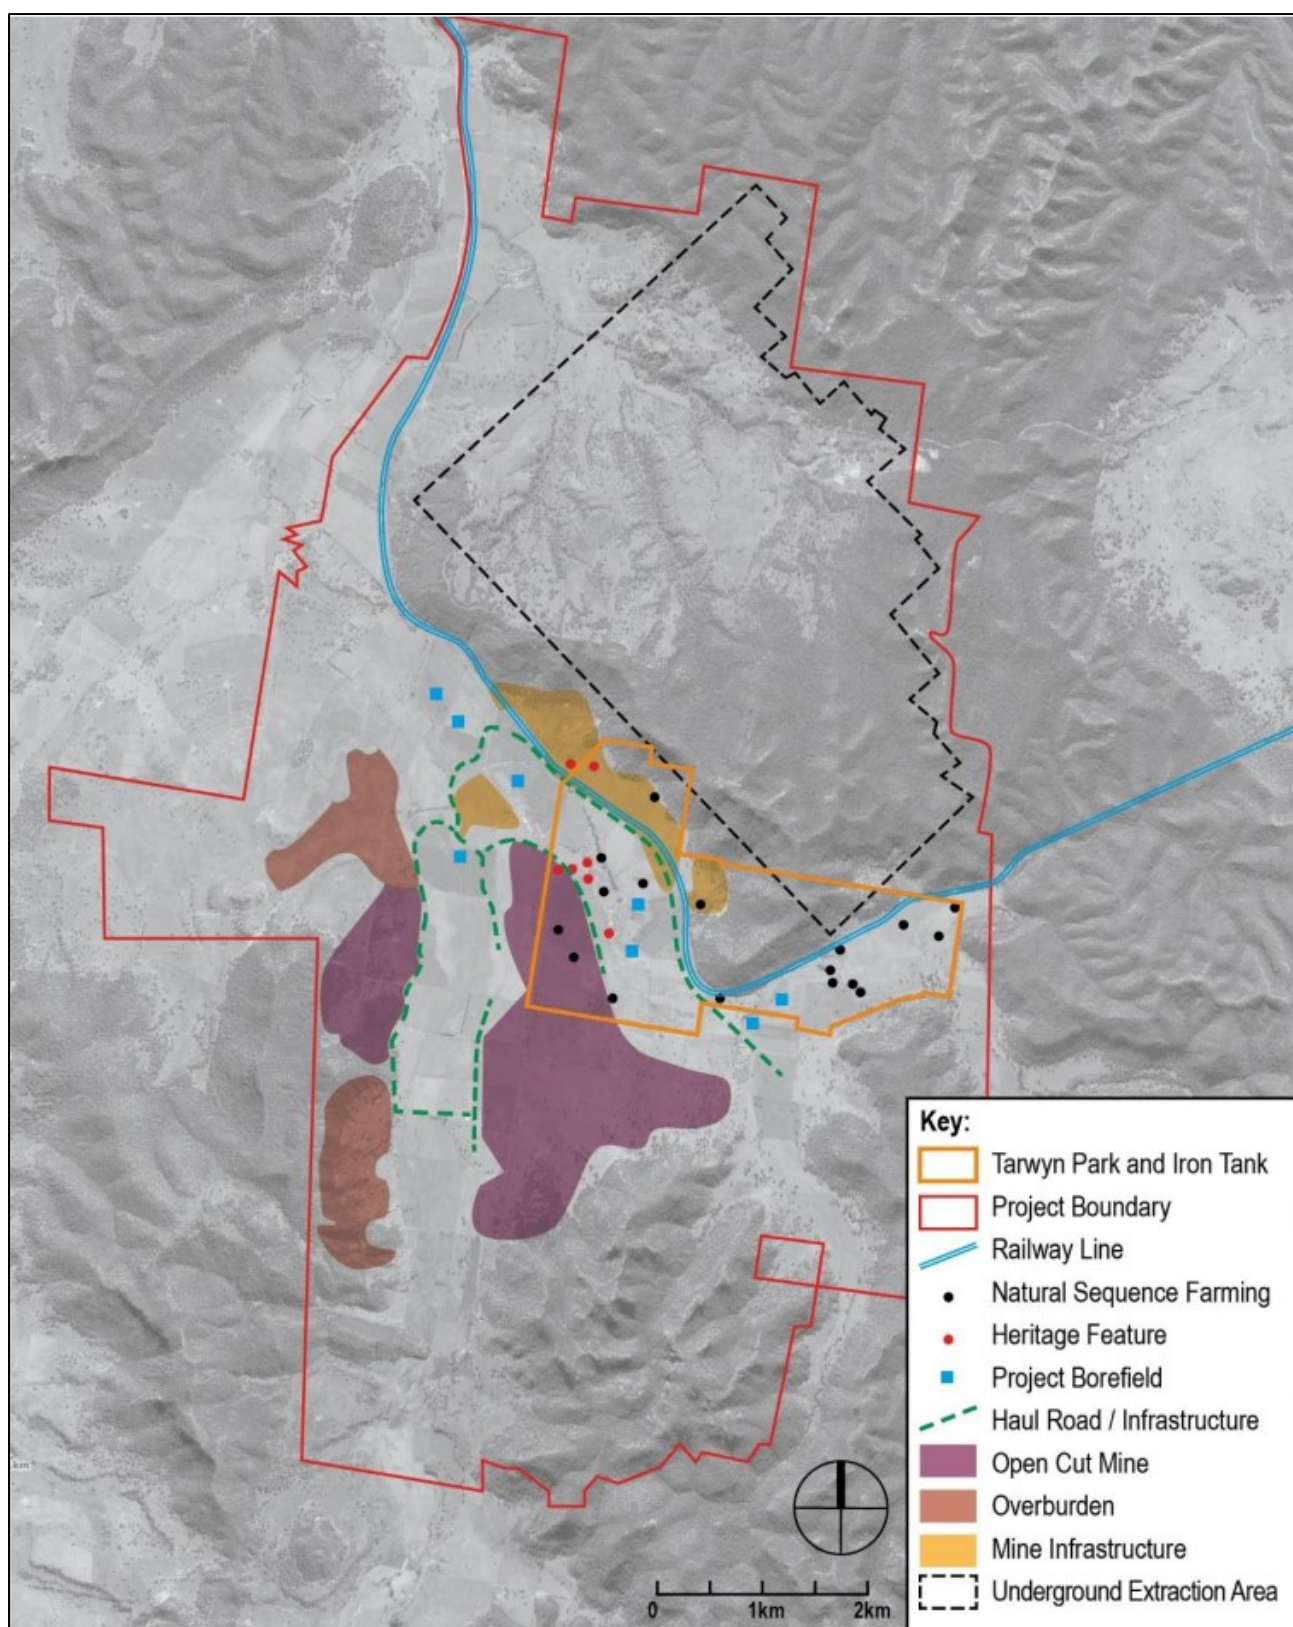 km
Key:
Tarwyn Park and Iron Tank
Project Boundary
Railway Line
Natural Sequence Farming
Heritage Feature
Project Borefield
Haul Road / Infrastructure
Open Cut Mine
Overburden
Mine Infrastructure
Underground Extraction Area
0 1km 2km